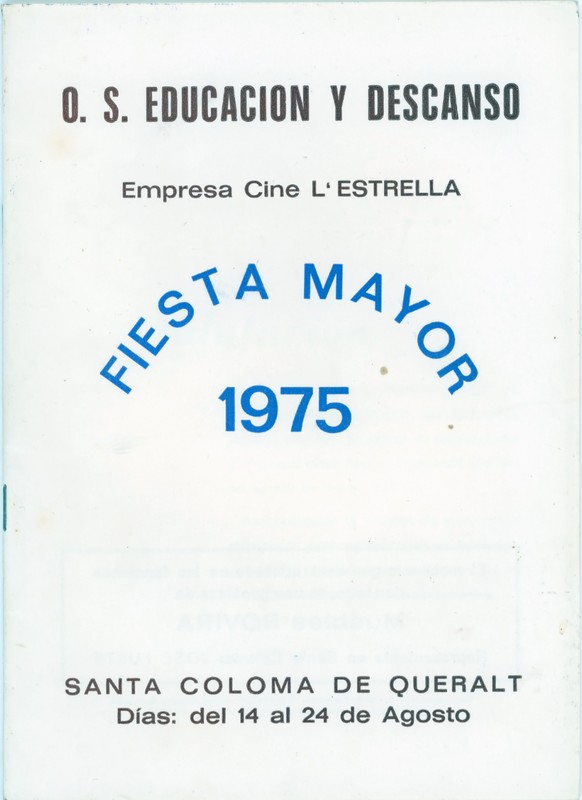 O. S. EDUCACION Y DESCANSO
Empresa Cine L'ESTRELLA
FIESTA MAYOR
1975
SANTA COLOMA DE QUERALT
Días: del 14 al 24 de Agosto